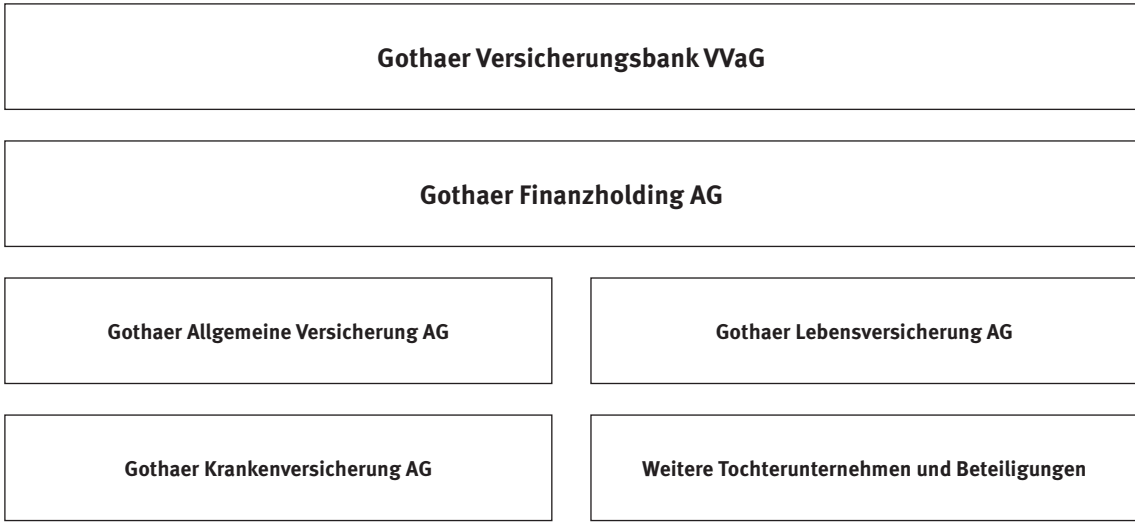 Gothaer Versicherungsbank VVaG
Gothaer Finanzholding AG
Gothaer Allgemeine Versicherung AG
Gothaer Lebensversicherung AG
Gothaer Krankenversicherung AG
Weitere Tochterunternehmen und Beteiligungen